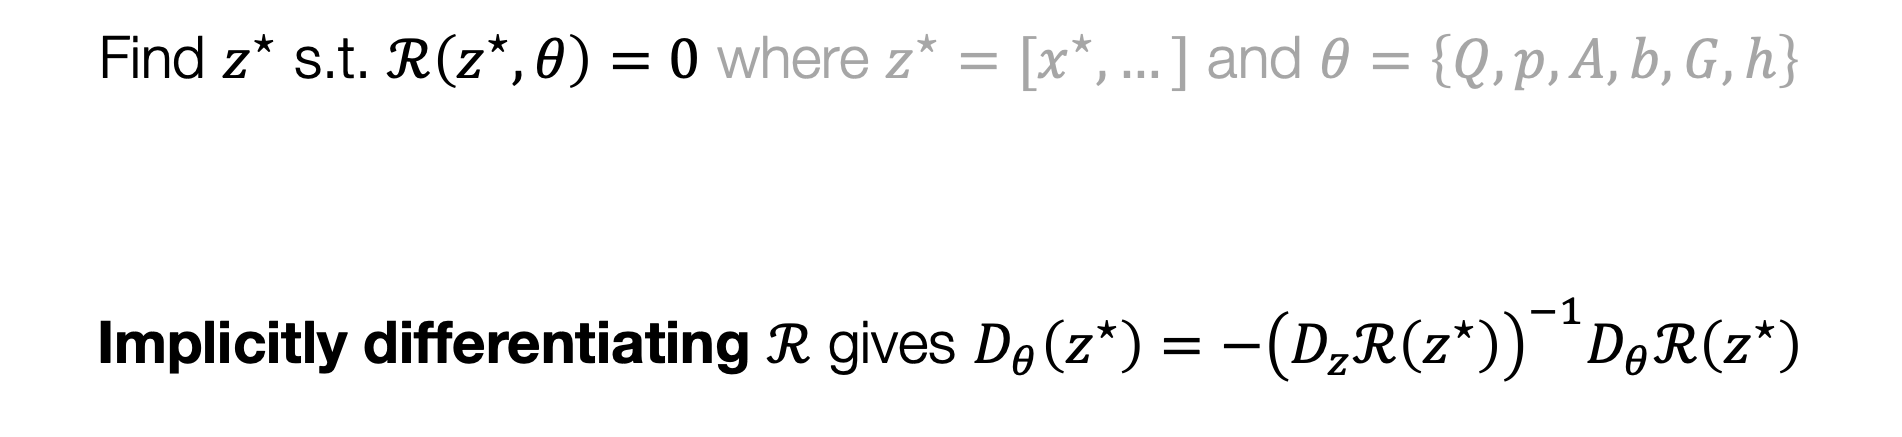 Find z⋆ s.t. ℛ(z⋆, θ) = 0 where z⋆ = [x⋆, …] and θ = {Q, p, A, b, G, h}
Implicitly differentiating ℛ gives D_θ(z⋆) = −(D_zℛ(z⋆))^−1 D_θℛ(z⋆)